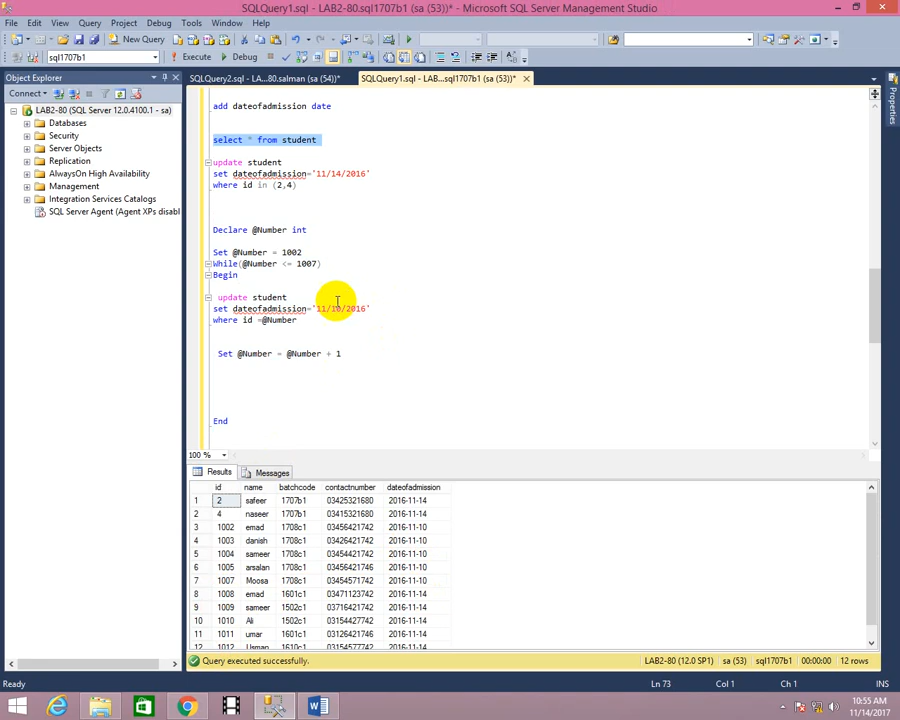 SQLQuery1.sql - LAB2-80.sql1707b1 (sa (53))* - Microsoft SQL Server Management Studio
File Edit View Query Project Debug Tools Window Help
New Query
sql1707b1 Execute Debug
Object Explorer
SQLQuery2.sql - LA...80.salman (sa (54))* SQLQuery1.sql - LAB...sql1707b1 (sa (53))*
Properties
Connect
LAB2-80 (SQL Server 12.0.4100.1 - sa)
Databases
Security
Server Objects
Replication
AlwaysOn High Availability
Management
Integration Services Catalogs
SQL Server Agent (Agent XPs disabl
add dateofadmission date
select * from student
update student
set dateofadmission='11/14/2016'
where id in (2,4)
Declare @Number int
Set @Number = 1002
While(@Number <= 1007)
Begin
update student
set dateofadmission='11/10/2016'
where id =@Number
Set @Number = @Number + 1
End
100 %
Results Messages
id name batchcode contactnumber dateofadmission
1 2 safeer 1707b1 03425321680 2016-11-14
2 4 naseer 1707b1 03415321680 2016-11-14
3 1002 emad 1708c1 03456421742 2016-11-10
4 1003 danish 1708c1 03426421742 2016-11-10
5 1004 sameer 1708c1 03454421742 2016-11-10
6 1005 arsalan 1708c1 03456421746 2016-11-10
7 1007 Moosa 1708c1 03454571742 2016-11-10
8 1008 emad 1601c1 03471123742 2016-11-14
9 1009 sameer 1502c1 03716421742 2016-11-14
10 1010 Ali 1502c1 03154427742 2016-11-14
11 1011 umar 1601c1 03126421746 2016-11-14
12 1012 Usman 1610c1 03154577742 2016-11-14
Query executed successfully. LAB2-80 (12.0 SP1) sa (53) sql1707b1 00:00:00 12 rows
Ready Ln 73 Col 1 Ch 1 INS
10:55 AM
11/14/2017